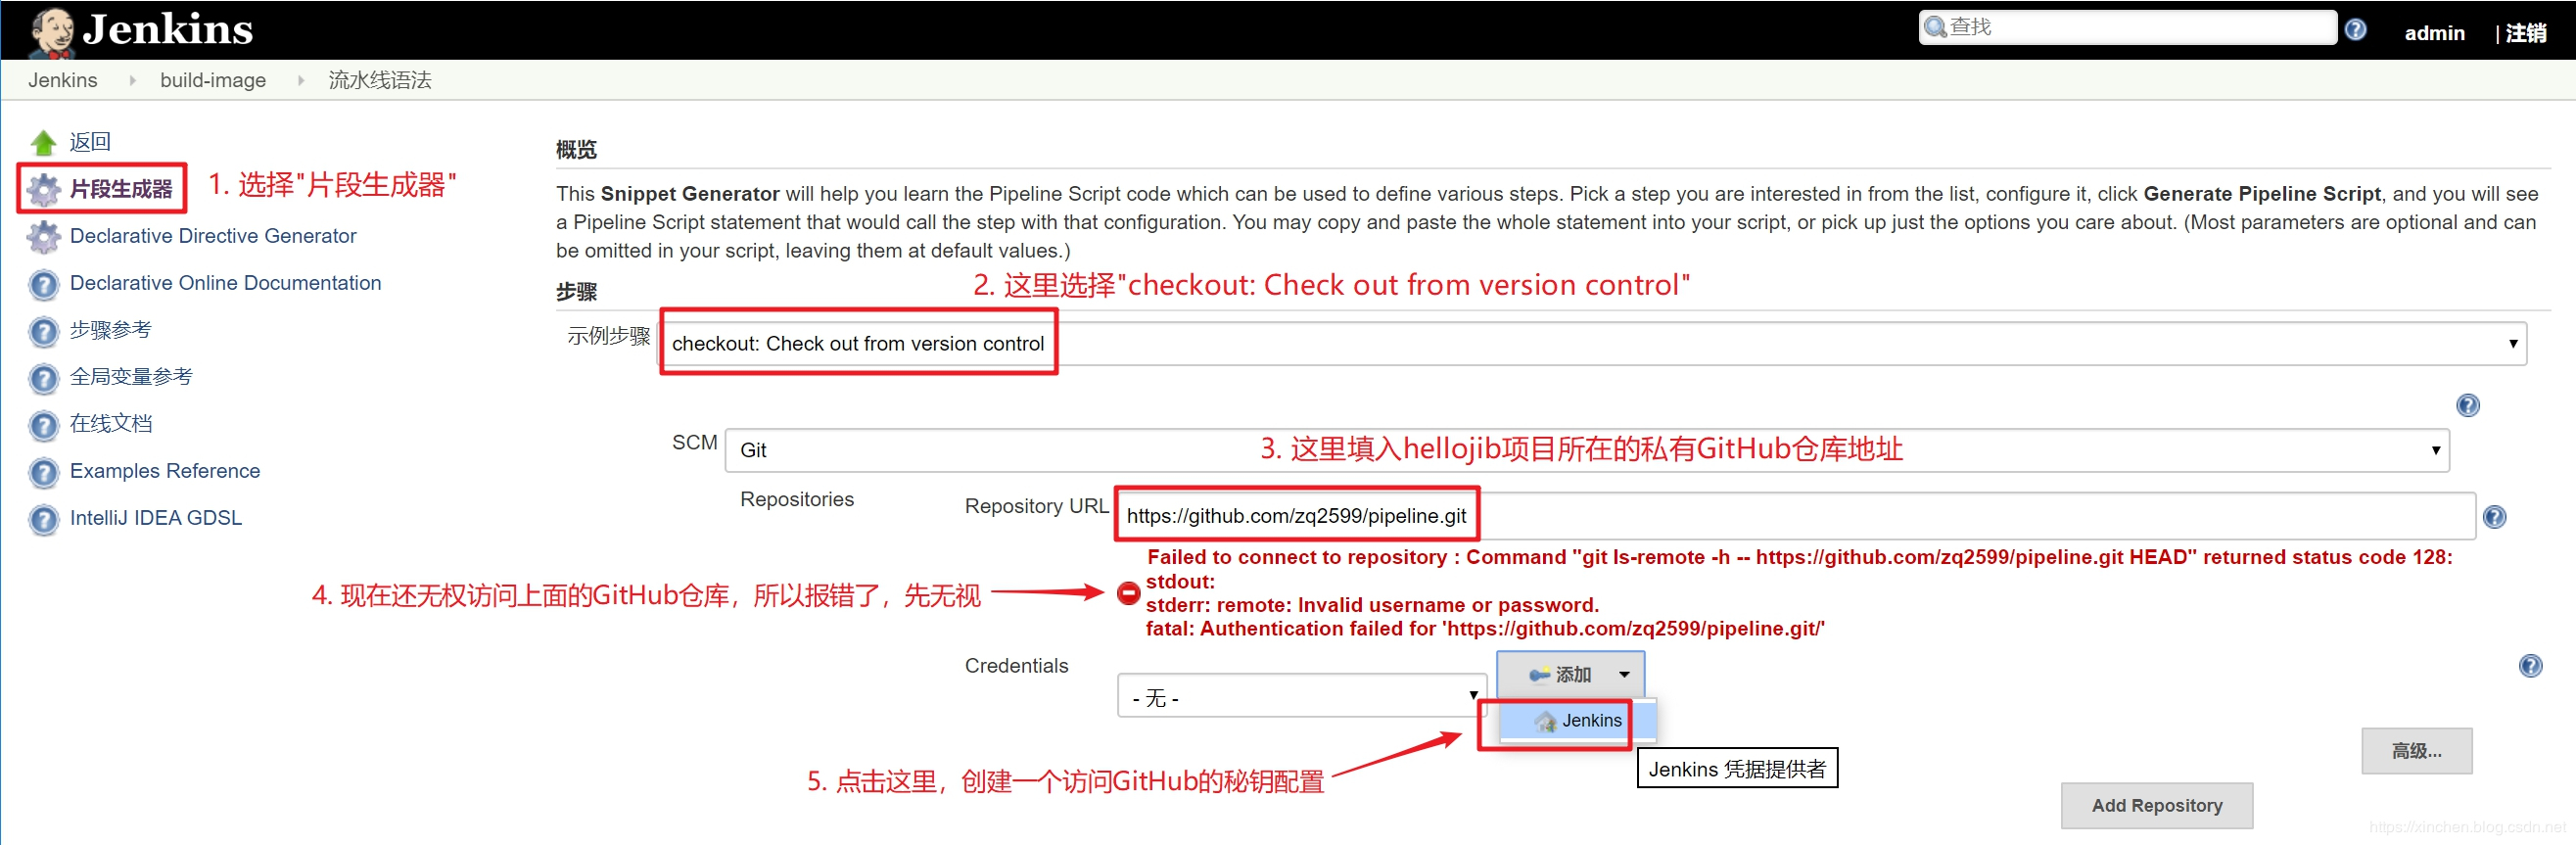 Jenkins
查找
admin
| 注销
Jenkins
build-image
流水线语法
返回
片段生成器
1. 选择"片段生成器"
Declarative Directive Generator
Declarative Online Documentation
步骤参考
全局变量参考
在线文档
Examples Reference
IntelliJ IDEA GDSL
概览
This Snippet Generator will help you learn the Pipeline Script code which can be used to define various steps. Pick a step you are interested in from the list, configure it, click Generate Pipeline Script, and you will see
a Pipeline Script statement that would call the step with that configuration. You may copy and paste the whole statement into your script, or pick up just the options you care about. (Most parameters are optional and can
be omitted in your script, leaving them at default values.)
步骤
2. 这里选择"checkout: Check out from version control"
示例步骤
checkout: Check out from version control
SCM
Git
3. 这里填入hellojib项目所在的私有GitHub仓库地址
Repositories
Repository URL
https://github.com/zq2599/pipeline.git
Failed to connect to repository : Command "git ls-remote -h -- https://github.com/zq2599/pipeline.git HEAD" returned status code 128:
stdout:
stderr: remote: Invalid username or password.
fatal: Authentication failed for 'https://github.com/zq2599/pipeline.git/'
4. 现在还无权访问上面的GitHub仓库，所以报错了，先无视
Credentials
- 无 -
添加
Jenkins
Jenkins 凭据提供者
5. 点击这里，创建一个访问GitHub的秘钥配置
高级...
Add Repository
https://xinchen.blog.csdn.net